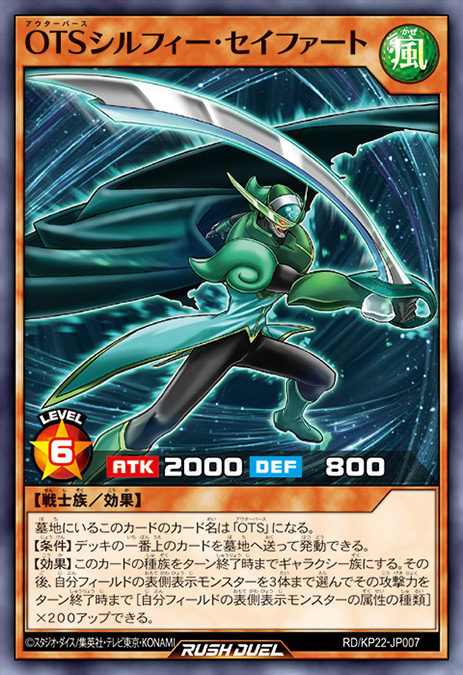 アウターバース
OTSシルフィー・セイファート
かぜ
風
LEVEL
6
ATK 2000 DEF 800
【戦士族／効果】
墓地にいるこのカードのカード名は「OTS」になる。
【条件】デッキの一番上のカードを墓地へ送って発動できる。
【効果】このカードの種族をターン終了時までギャラクシー族にする。その
後、自分フィールドの表側表示モンスターを3体まで選んでその攻撃力を
ターン終了時まで［自分フィールドの表側表示モンスターの属性の種類］
×200アップできる。
©スタジオ・ダイス/集英社・テレビ東京・KONAMI
RUSH DUEL
RD/KP22-JP007